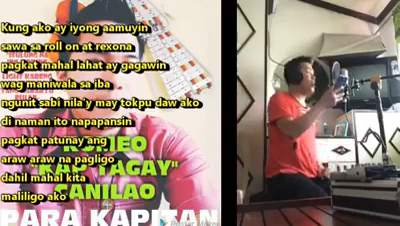 Kung ako ay iyong aamuyin
sawa sa roll on at rexona
pagkat mahal lahat ay gagawin
wag maniwala sa iba
ngunit sabi nila'y may tokpu daw ako
di naman ito napapansin
pagkat patunay ang
araw araw na pagligo
dahil mahal kita
maliligo ako
ROMEO
"KAP TAGAY"
CANILAO
PARA KAPITAN